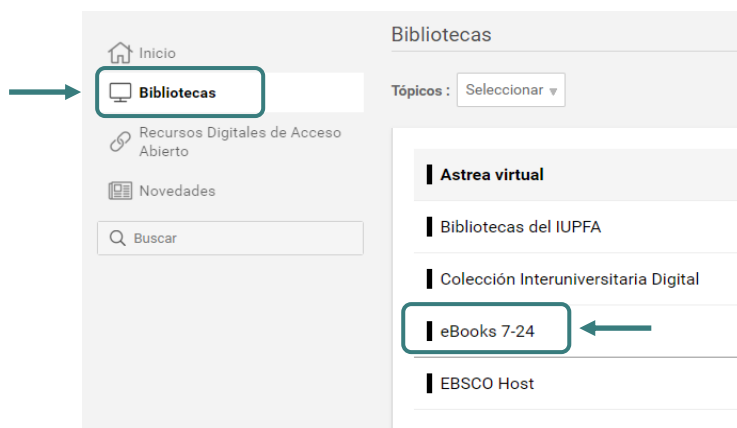 Inicio
Bibliotecas
Recursos Digitales de Acceso
Abierto
Novedades
Buscar
Bibliotecas
Tópicos : Seleccionar
Astrea virtual
Bibliotecas del IUPFA
Colección Interuniversitaria Digital
eBooks 7-24
EBSCO Host